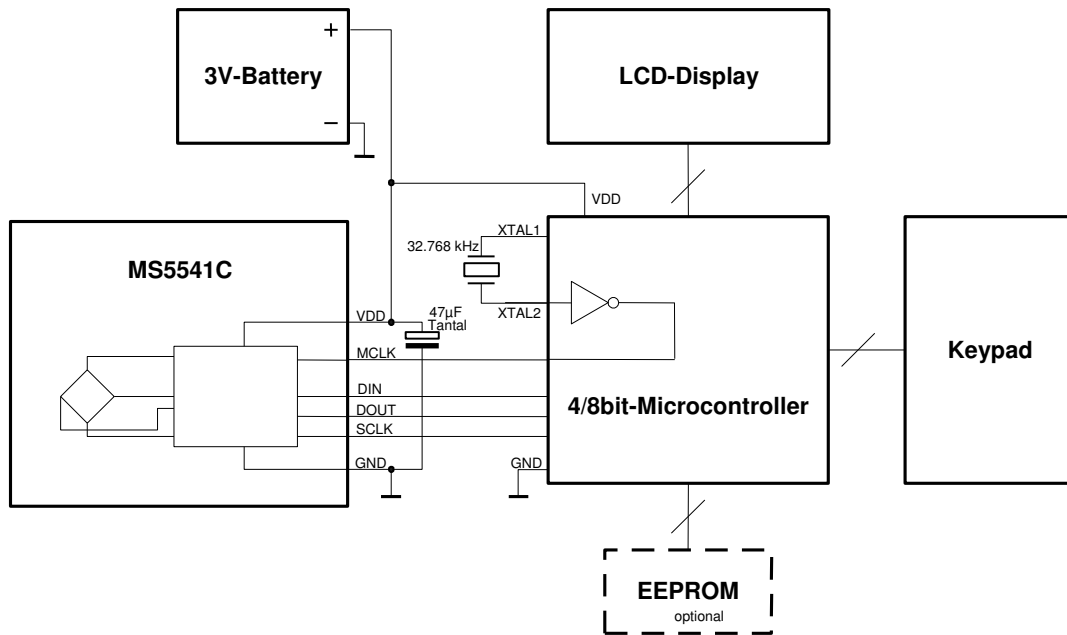 +
3V-Battery
−
LCD-Display
VDD
MS5541C
XTAL1
32.768 kHz
XTAL2
47µF
Tantal
VDD
MCLK
DIN
DOUT
SCLK
GND
GND
4/8bit-Microcontroller
Keypad
EEPROM
optional